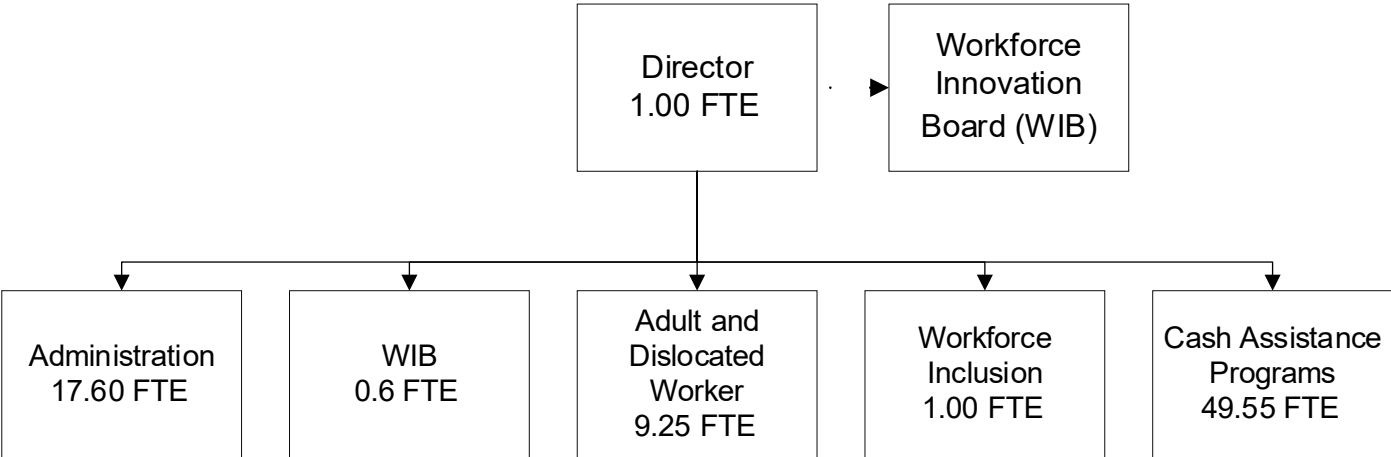 Director
1.00 FTE
Workforce
Innovation
Board (WIB)
Administration
17.60 FTE
WIB
0.6 FTE
Adult and
Dislocated
Worker
9.25 FTE
Workforce
Inclusion
1.00 FTE
Cash Assistance
Programs
49.55 FTE